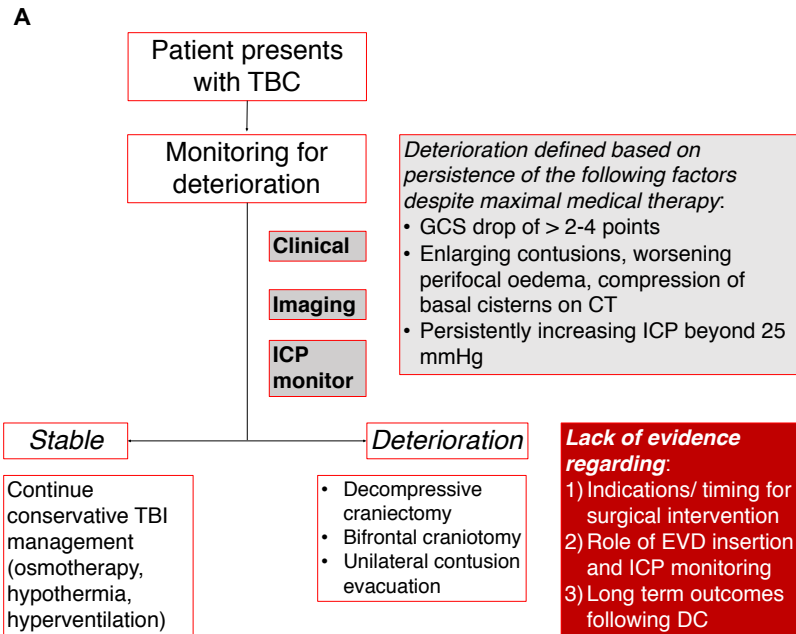 A
Patient presents
with TBC
Monitoring for
deterioration
Clinical
Imaging
ICP
monitor
Deterioration defined based on
persistence of the following factors
despite maximal medical therapy:
• GCS drop of > 2-4 points
• Enlarging contusions, worsening
perifocal oedema, compression of
basal cisterns on CT
• Persistently increasing ICP beyond 25
mmHg
Stable
Continue
conservative TBI
management
(osmotherapy,
hypothermia,
hyperventilation)
Deterioration
• Decompressive
craniectomy
• Bifrontal craniotomy
• Unilateral contusion
evacuation
Lack of evidence
regarding:
1) Indications/ timing for
surgical intervention
2) Role of EVD insertion
and ICP monitoring
3) Long term outcomes
following DC